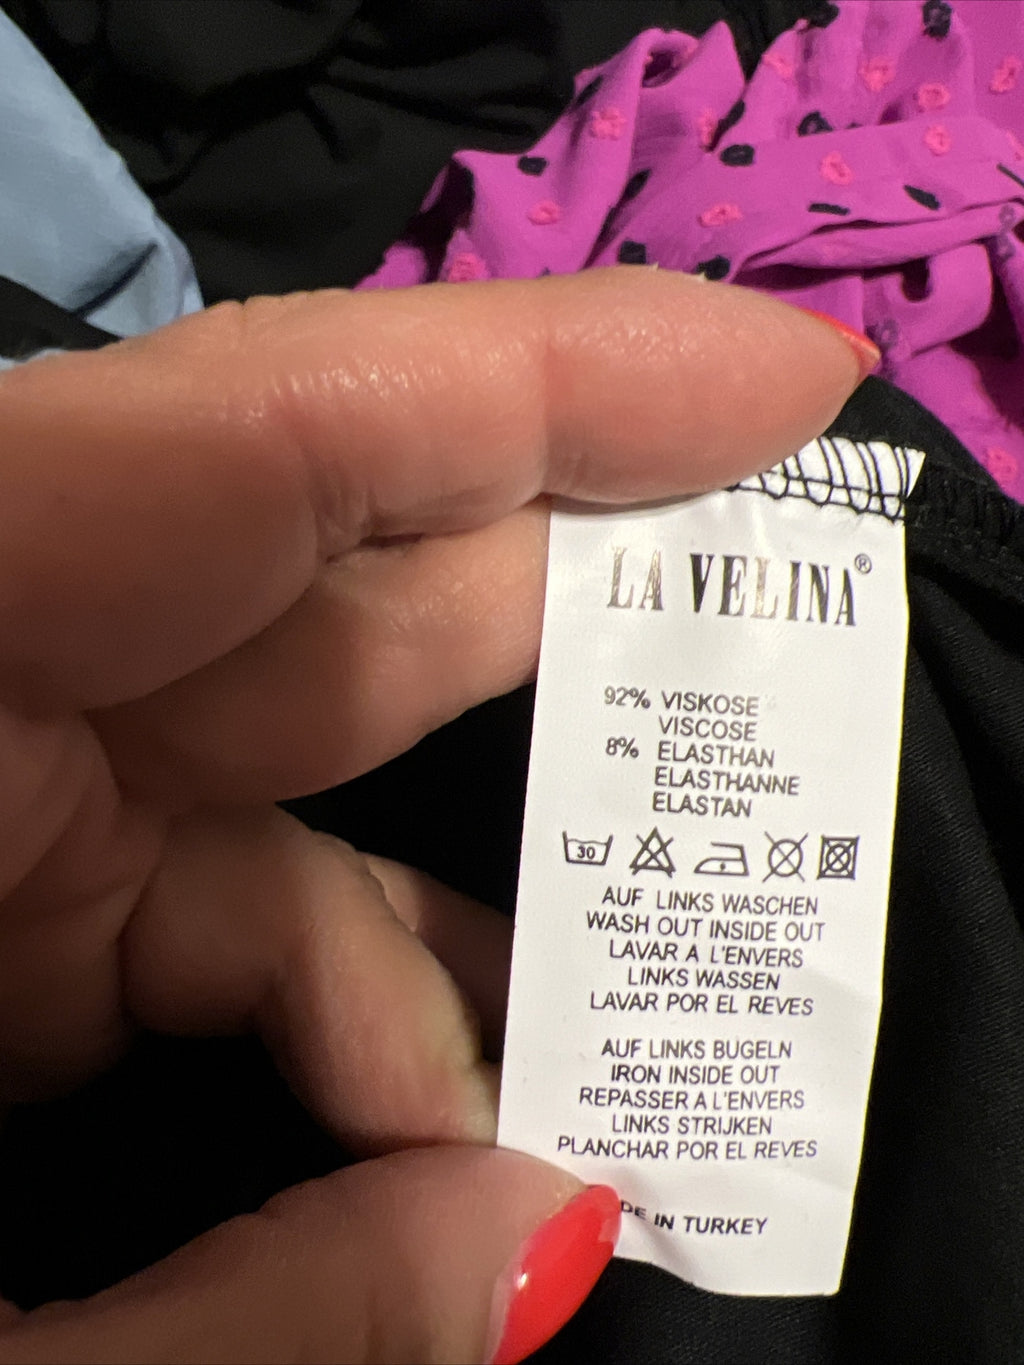 LA VELINA®
92% VISKOSE
VISCOSE
8% ELASTHAN
ELASTHANNE
ELASTAN
30
AUF LINKS WASCHEN
WASH OUT INSIDE OUT
LAVAR A L'ENVERS
LINKS WASSEN
LAVAR POR EL REVES
AUF LINKS BUGELN
IRON INSIDE OUT
REPASSER A L'ENVERS
LINKS STRIJKEN
PLANCHAR POR EL REVES
DE IN TURKEY